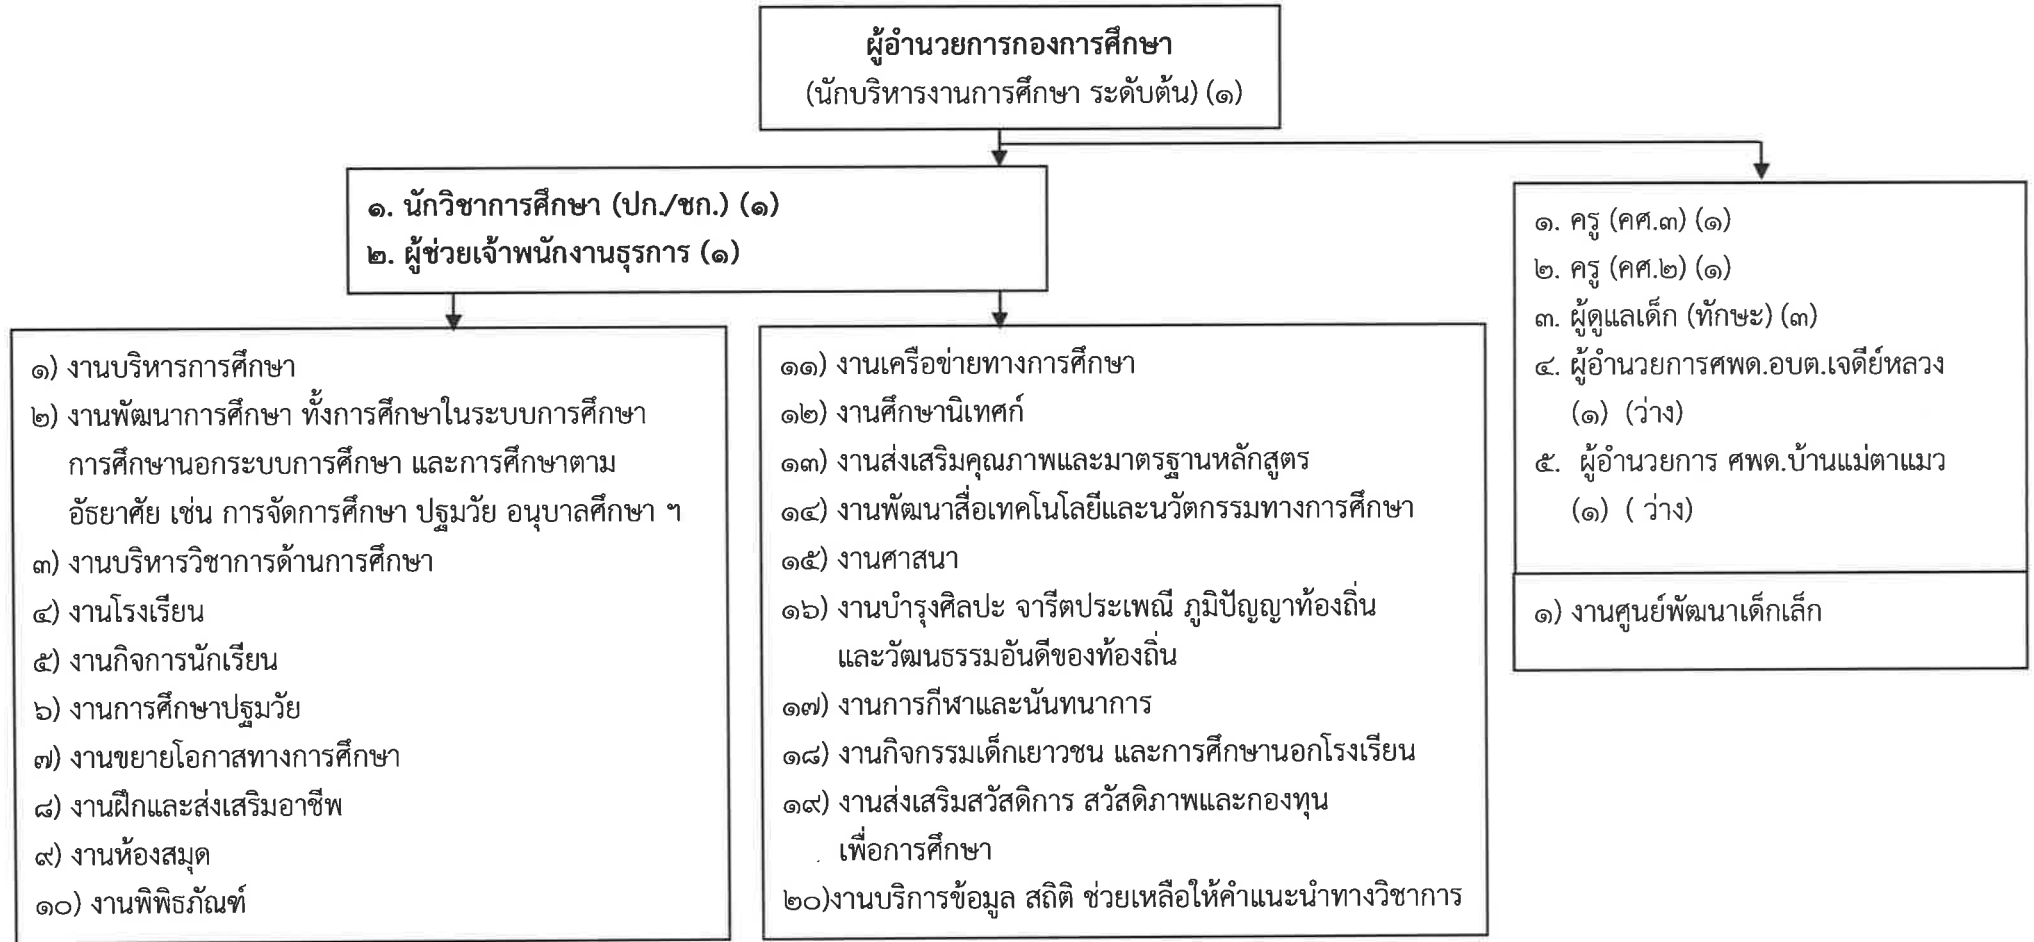 ผู้อำนวยการกองการศึกษา
(นักบริหารงานการศึกษา ระดับต้น) (๑)
๑. นักวิชาการศึกษา (ปก./ชก.) (๑)
๒. ผู้ช่วยเจ้าพนักงานธุรการ (๑)
๑) งานบริหารการศึกษา
๒) งานพัฒนาการศึกษา ทั้งการศึกษาในระบบการศึกษา
การศึกษานอกระบบการศึกษา และการศึกษาตาม
อัธยาศัย เช่น การจัดการศึกษา ปฐมวัย อนุบาลศึกษา ฯ
๓) งานบริหารวิชาการด้านการศึกษา
๔) งานโรงเรียน
๕) งานกิจการนักเรียน
๖) งานการศึกษาปฐมวัย
๗) งานขยายโอกาสทางการศึกษา
๘) งานฝึกและส่งเสริมอาชีพ
๙) งานห้องสมุด
๑๐) งานพิพิธภัณฑ์
๑๑) งานเครือข่ายทางการศึกษา
๑๒) งานศึกษานิเทศก์
๑๓) งานส่งเสริมคุณภาพและมาตรฐานหลักสูตร
๑๔) งานพัฒนาสื่อเทคโนโลยีและนวัตกรรมทางการศึกษา
๑๕) งานศาสนา
๑๖) งานบำรุงศิลปะ จารีตประเพณี ภูมิปัญญาท้องถิ่น
และวัฒนธรรมอันดีของท้องถิ่น
๑๗) งานการกีฬาและนันทนาการ
๑๘) งานกิจกรรมเด็กเยาวชน และการศึกษานอกโรงเรียน
๑๙) งานส่งเสริมสวัสดิการ สวัสดิภาพและกองทุน
เพื่อการศึกษา
๒๐)งานบริการข้อมูล สถิติ ช่วยเหลือให้คำแนะนำทางวิชาการ
๑. ครู (คศ.๓) (๑)
๒. ครู (คศ.๒) (๑)
๓. ผู้ดูแลเด็ก (ทักษะ) (๓)
๔. ผู้อำนวยการศพด.อบต.เจดีย์หลวง
(๑) (ว่าง)
๕. ผู้อำนวยการ ศพด.บ้านแม่ตาแมว
(๑) ( ว่าง)
๑) งานศูนย์พัฒนาเด็กเล็ก